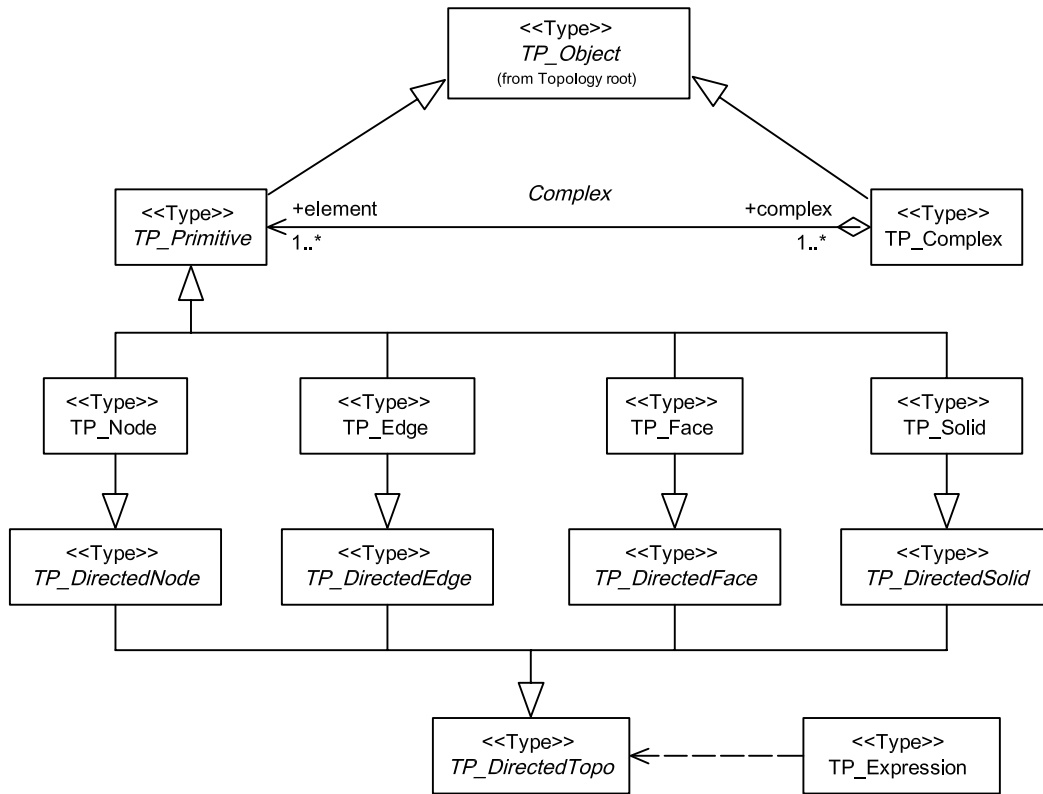 <<Type>>
TP_Object
(from Topology root)
Complex
<<Type>>
TP_Primitive
+element
1..*
+complex
1..*
<<Type>>
TP_Complex
<<Type>>
TP_Node
<<Type>>
TP_Edge
<<Type>>
TP_Face
<<Type>>
TP_Solid
<<Type>>
TP_DirectedNode
<<Type>>
TP_DirectedEdge
<<Type>>
TP_DirectedFace
<<Type>>
TP_DirectedSolid
<<Type>>
TP_DirectedTopo
<<Type>>
TP_Expression